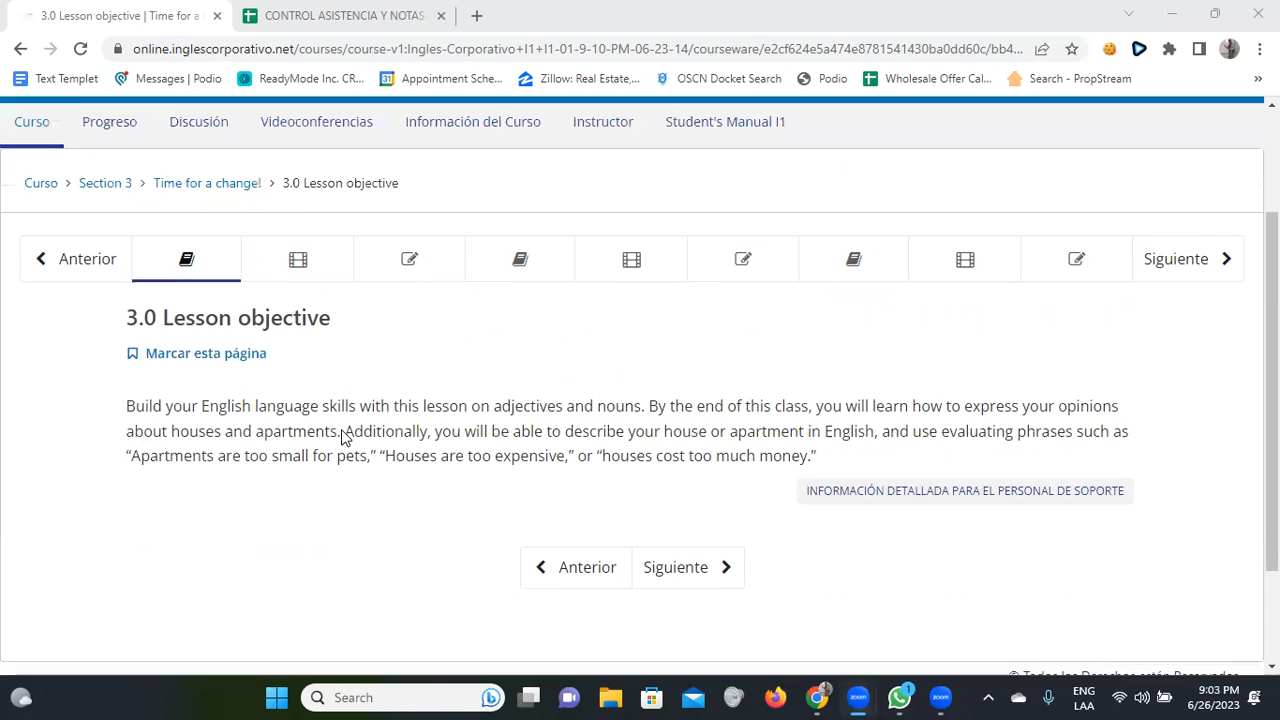 3.0 Lesson objective | Time for a
CONTROL ASISTENCIA Y NOTAS
online.inglescorporativo.net/courses/course-v1:Ingles-Corporativo+I1+I1-01-9-10-PM-06-23-14/courseware/e2cf624e5a474e8781541430ba0dd60c/bb4...
Text Templet
Messages | Podio
ReadyMode Inc. CR...
Appointment Sche...
Zillow: Real Estate,...
OSCN Docket Search
Podio
Wholesale Offer Cal...
Search - PropStream
»
Curso
Progreso
Discusión
Videoconferencias
Información del Curso
Instructor
Student's Manual I1
Curso > Section 3 > Time for a change! > 3.0 Lesson objective
Anterior
Siguiente
3.0 Lesson objective
Marcar esta página
Build your English language skills with this lesson on adjectives and nouns. By the end of this class, you will learn how to express your opinions
about houses and apartments. Additionally, you will be able to describe your house or apartment in English, and use evaluating phrases such as
“Apartments are too small for pets,” “Houses are too expensive,” or “houses cost too much money.”
INFORMACIÓN DETALLADA PARA EL PERSONAL DE SOPORTE
Anterior
Siguiente
© Todos los Derechos están Reservados
Search
zoom
1
zoom
ENG
LAA
9:03 PM
6/26/2023